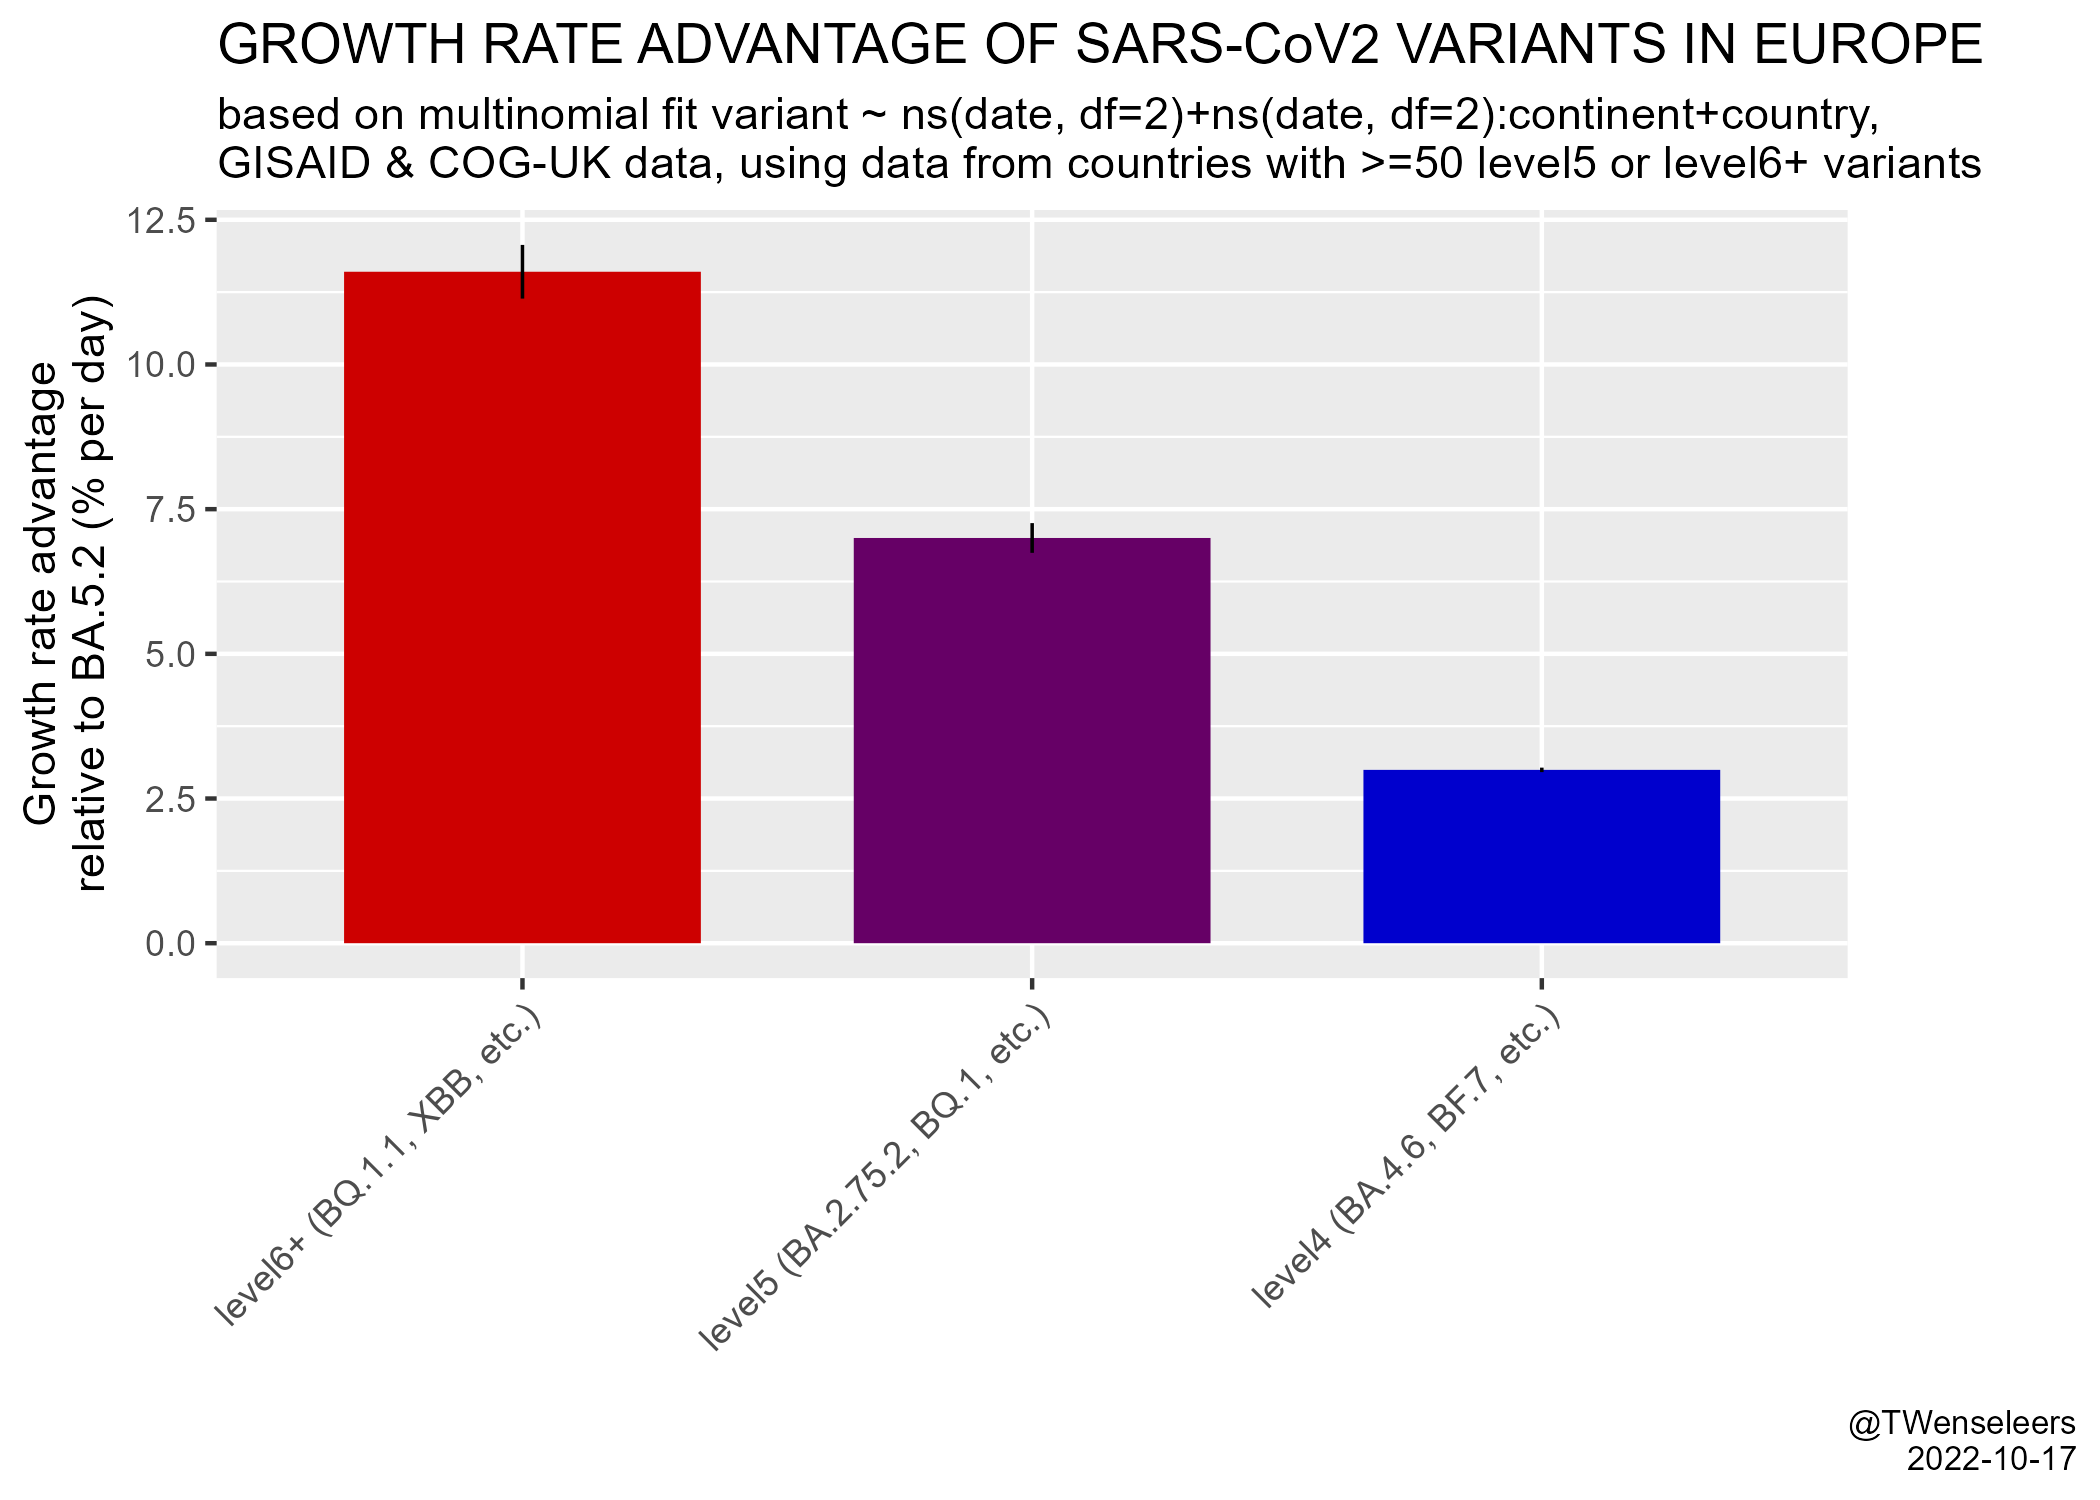 GROWTH RATE ADVANTAGE OF SARS-CoV2 VARIANTS IN EUROPE
based on multinomial fit variant ~ ns(date, df=2)+ns(date, df=2):continent+country,
GISAID & COG-UK data, using data from countries with >=50 level5 or level6+ variants
Growth rate advantage
relative to BA.5.2 (% per day)
12.5
10.0
7.5
5.0
2.5
0.0
level6+ (BQ.1.1, XBB, etc.)
level5 (BA.2.75.2, BQ.1, etc.)
level4 (BA.4.6, BF.7, etc.)
@TWenseleers
2022-10-17